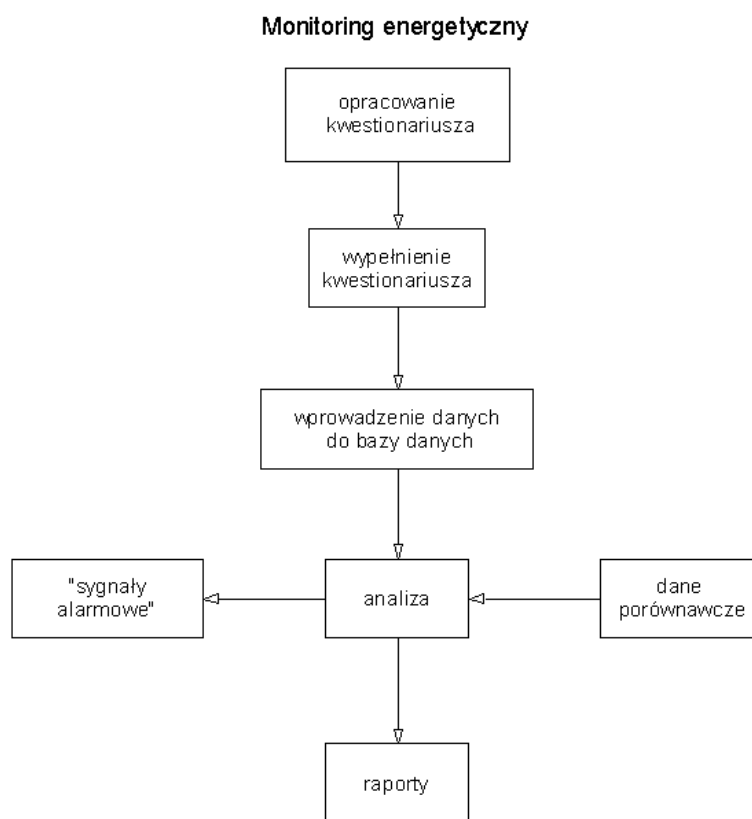 Monitoring energetyczny
opracowanie
kwestionariusza
wypełnienie
kwestionariusza
wprowadzenie danych
do bazy danych
"sygnały
alarmowe"
analiza
dane
porównawcze
raporty